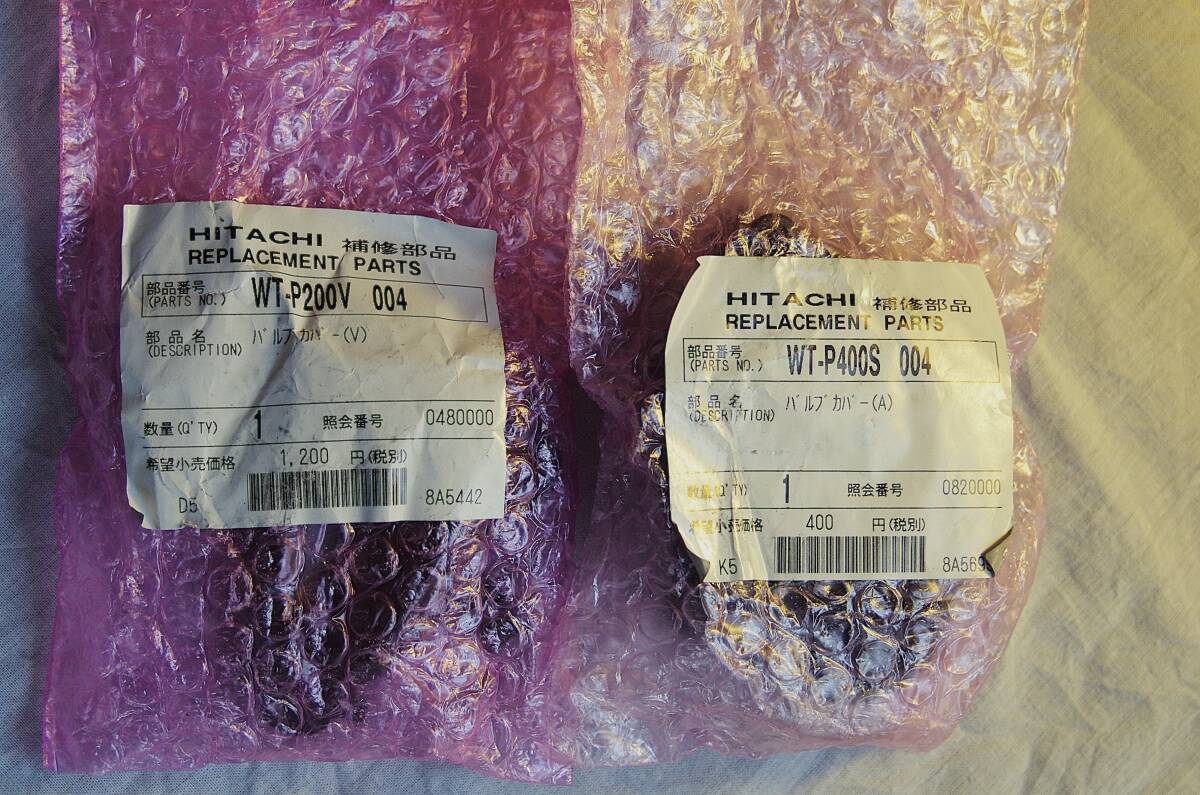 HITACHI 補修部品
REPLACEMENT PARTS
部品番号
(PARTS NO.) WT-P200V 004
部品名 バルブカバー(V)
(DESCRIPTION)
数量(Q'TY) 1 照会番号 0480000
希望小売価格 1,200 円(税別)
D5 8A5442
HITACHI 補修部品
REPLACEMENT PARTS
部品番号
(PARTS NO.) WT-P400S 004
部品名 バルブカバー(A)
(DESCRIPTION)
数量(Q'TY) 1 照会番号 0820000
希望小売価格 400 円(税別)
K5